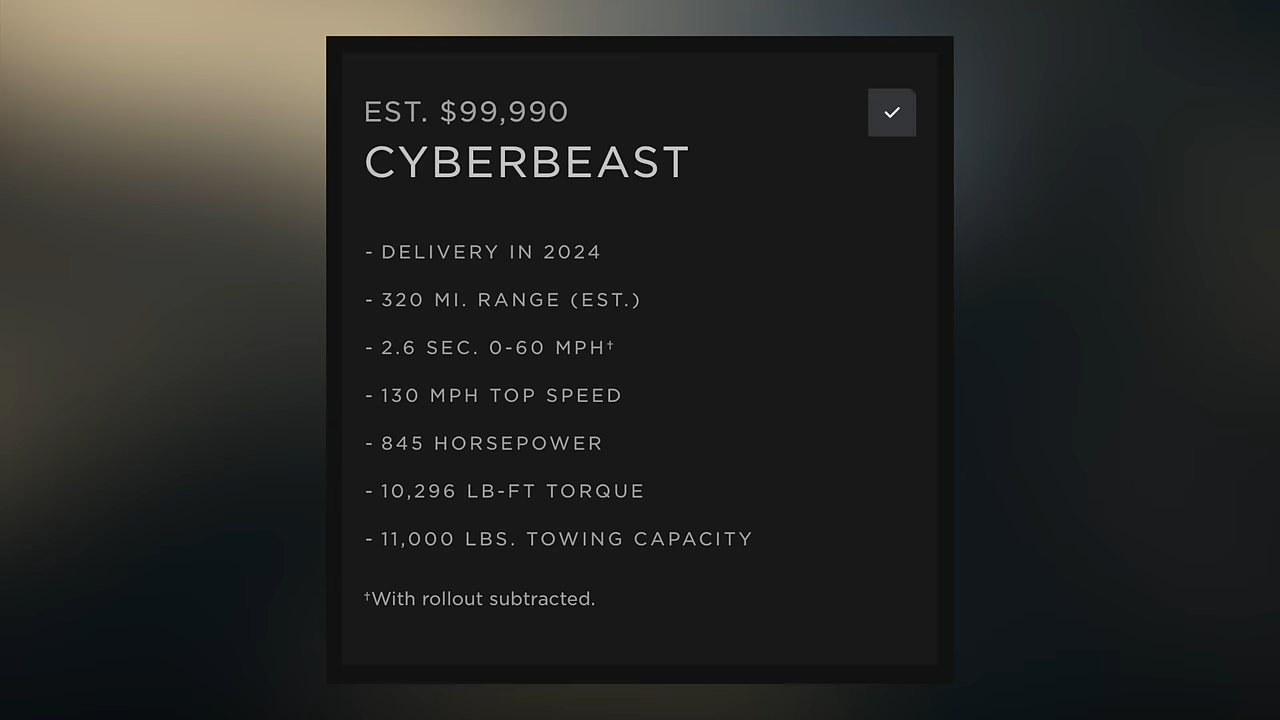 EST. $99,990
CYBERBEAST
- DELIVERY IN 2024
- 320 MI. RANGE (EST.)
- 2.6 SEC. 0-60 MPH†
- 130 MPH TOP SPEED
- 845 HORSEPOWER
- 10,296 LB-FT TORQUE
- 11,000 LBS. TOWING CAPACITY
†With rollout subtracted.